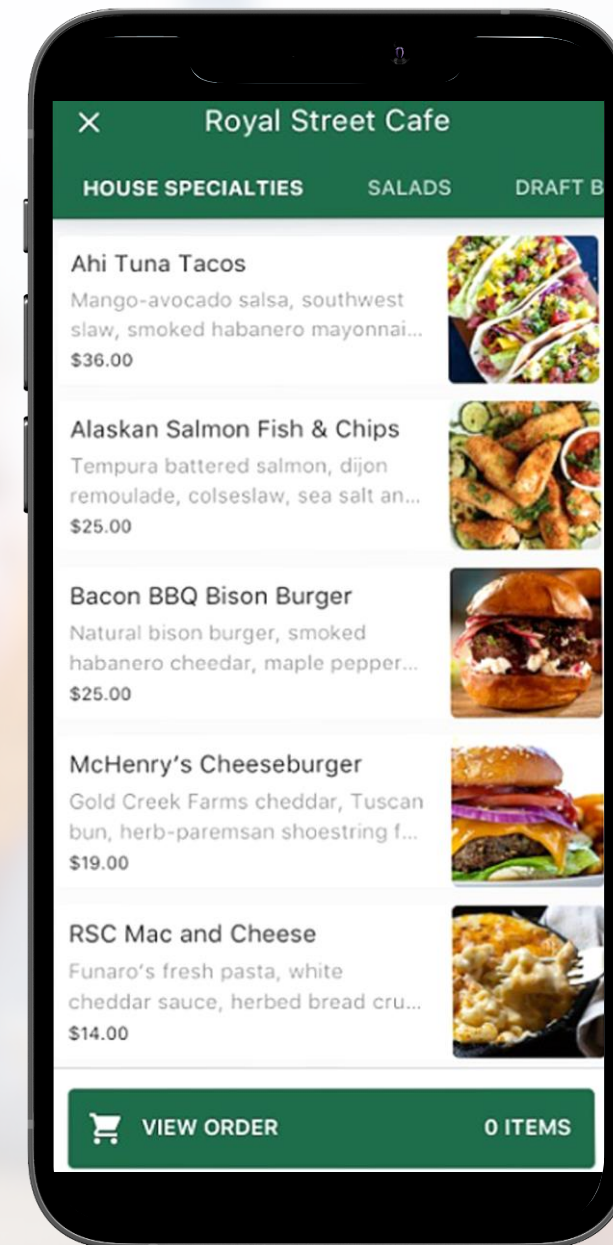 Royal Street Cafe
HOUSE SPECIALTIES SALADS DRAFT B
Ahi Tuna Tacos
Mango-avocado salsa, southwest
slaw, smoked habanero mayonnai...
$36.00
Alaskan Salmon Fish & Chips
Tempura battered salmon, dijon
remoulade, colseslaw, sea salt an...
$25.00
Bacon BBQ Bison Burger
Natural bison burger, smoked
habanero cheedar, maple pepper...
$25.00
McHenry's Cheeseburger
Gold Creek Farms cheddar, Tuscan
bun, herb-paremsan shoestring f...
$19.00
RSC Mac and Cheese
Funaro's fresh pasta, white
cheddar sauce, herbed bread cru...
$14.00
VIEW ORDER 0 ITEMS